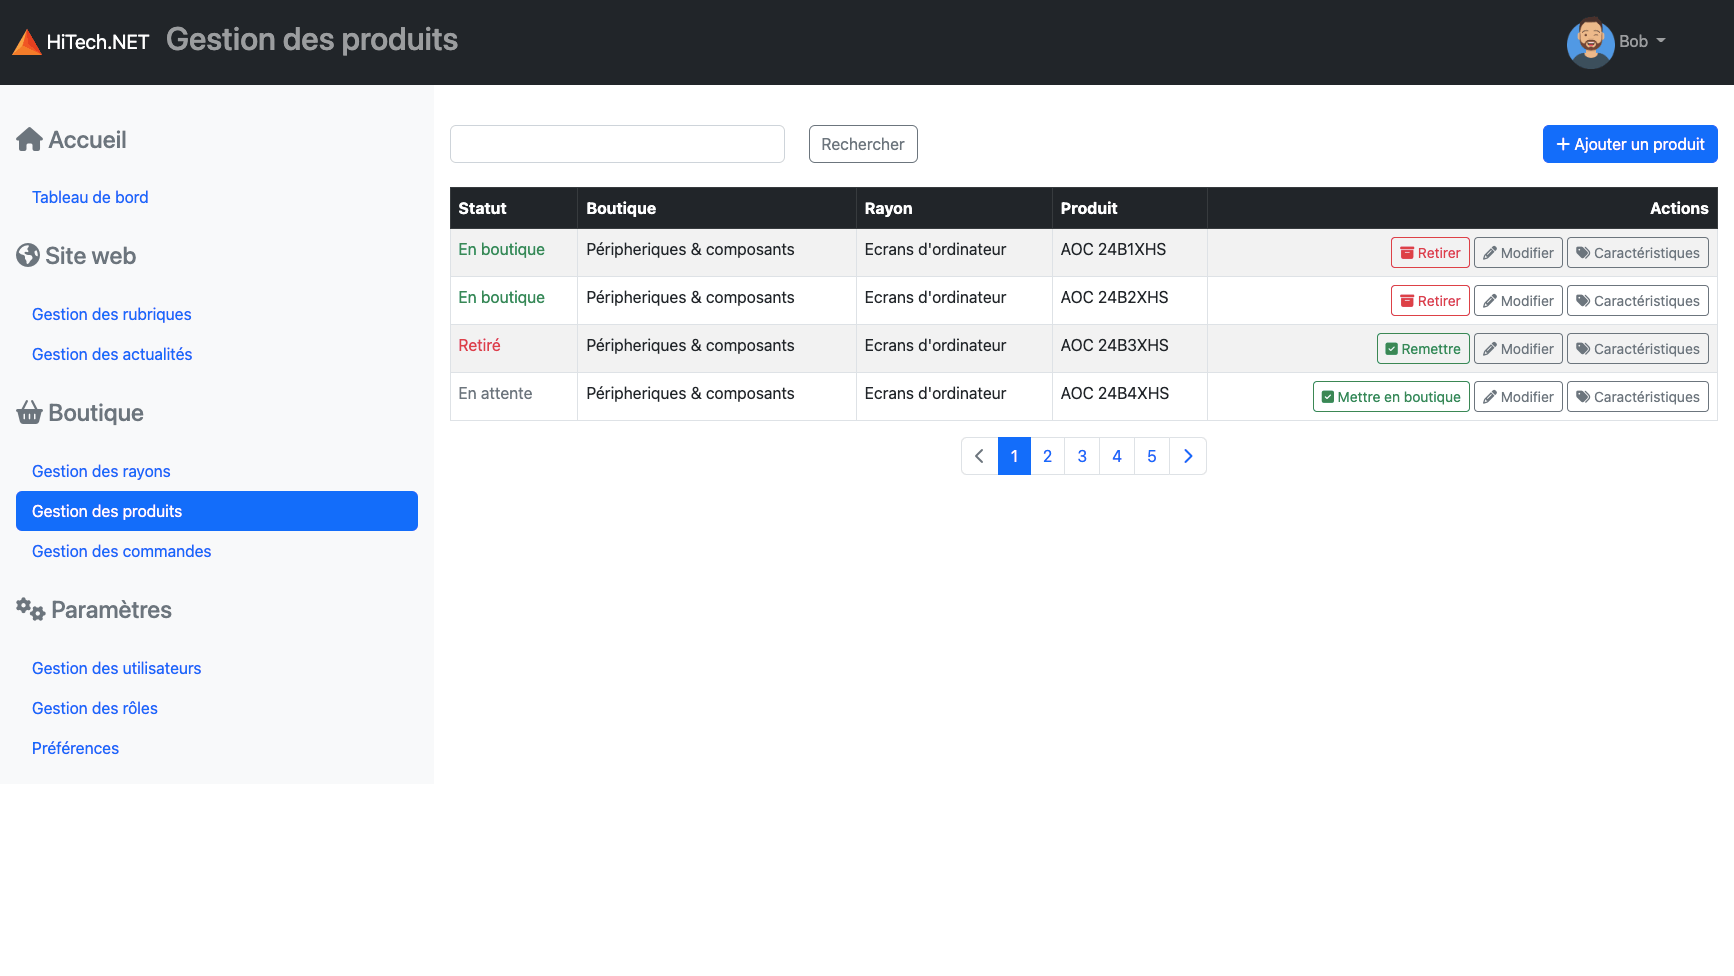 HiTech.NET Gestion des produits Bob
Accueil
Tableau de bord
Site web
Gestion des rubriques
Gestion des actualités
Boutique
Gestion des rayons
Gestion des produits
Gestion des commandes
Paramètres
Gestion des utilisateurs
Gestion des rôles
Préférences
Rechercher + Ajouter un produit
Statut Boutique Rayon Produit Actions
En boutique Péripheriques & composants Ecrans d'ordinateur AOC 24B1XHS Retirer Modifier Caractéristiques
En boutique Péripheriques & composants Ecrans d'ordinateur AOC 24B2XHS Retirer Modifier Caractéristiques
Retiré Péripheriques & composants Ecrans d'ordinateur AOC 24B3XHS Remettre Modifier Caractéristiques
En attente Péripheriques & composants Ecrans d'ordinateur AOC 24B4XHS Mettre en boutique Modifier Caractéristiques
1 2 3 4 5